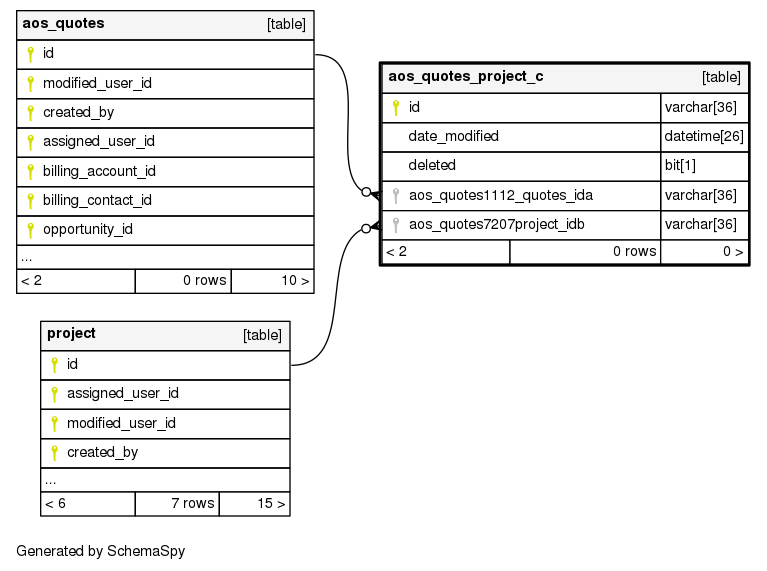 aos_quotes [table]
id
modified_user_id
created_by
assigned_user_id
billing_account_id
billing_contact_id
opportunity_id
...
< 2 0 rows 10 >
aos_quotes_project_c [table]
id varchar[36]
date_modified datetime[26]
deleted bit[1]
aos_quotes1112_quotes_ida varchar[36]
aos_quotes7207project_idb varchar[36]
< 2 0 rows 0 >
project [table]
id
assigned_user_id
modified_user_id
created_by
...
< 6 7 rows 15 >
Generated by SchemaSpy